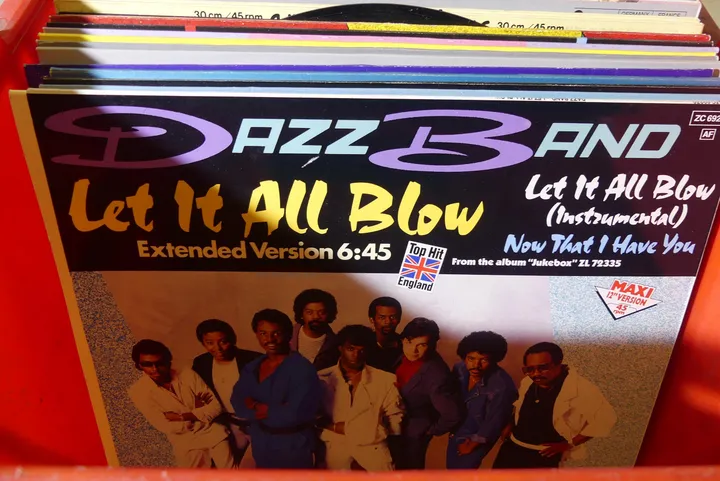 30 cm/45 rpm
30 cm/45 rpm
DAZZ BAND
ZC 692
AF
Let It All Blow
Extended Version 6:45
Let It All Blow
(Instrumental)
Now That I Have You
Top Hit
England
From the album "Jukebox" ZL 72335
MAXI
12" VERSION
45
rpm